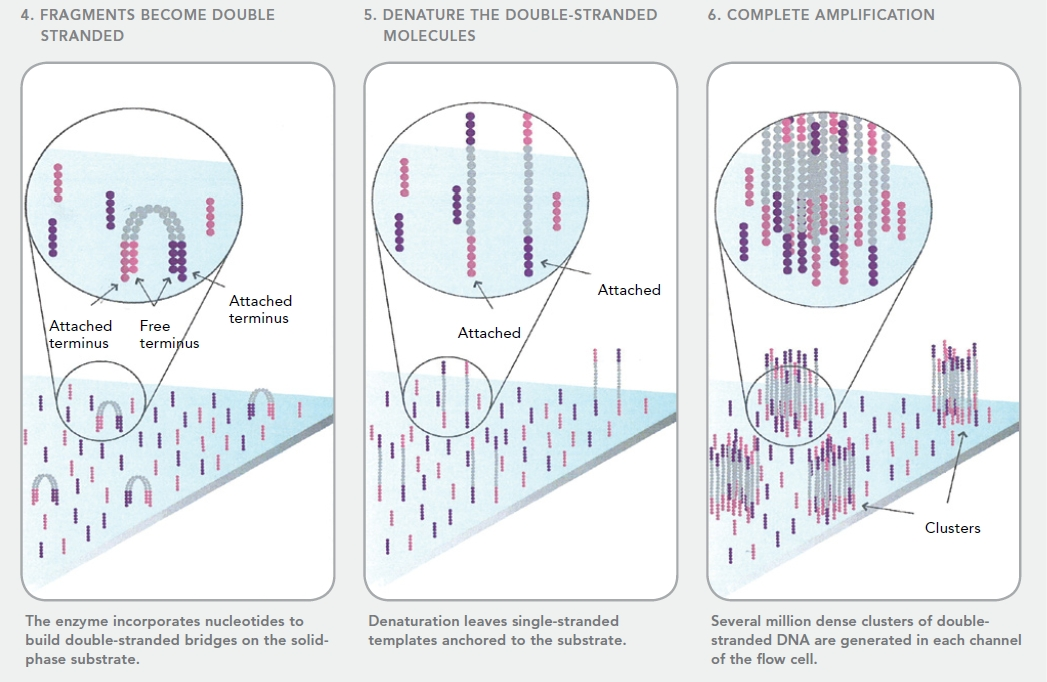 4. FRAGMENTS BECOME DOUBLE
STRANDED
Attached
terminus
Free
terminus
Attached
terminus
The enzyme incorporates nucleotides to
build double-stranded bridges on the solid-
phase substrate.
5. DENATURE THE DOUBLE-STRANDED
MOLECULES
Attached
Attached
Denaturation leaves single-stranded
templates anchored to the substrate.
6. COMPLETE AMPLIFICATION
Clusters
Several million dense clusters of double-
stranded DNA are generated in each channel
of the flow cell.